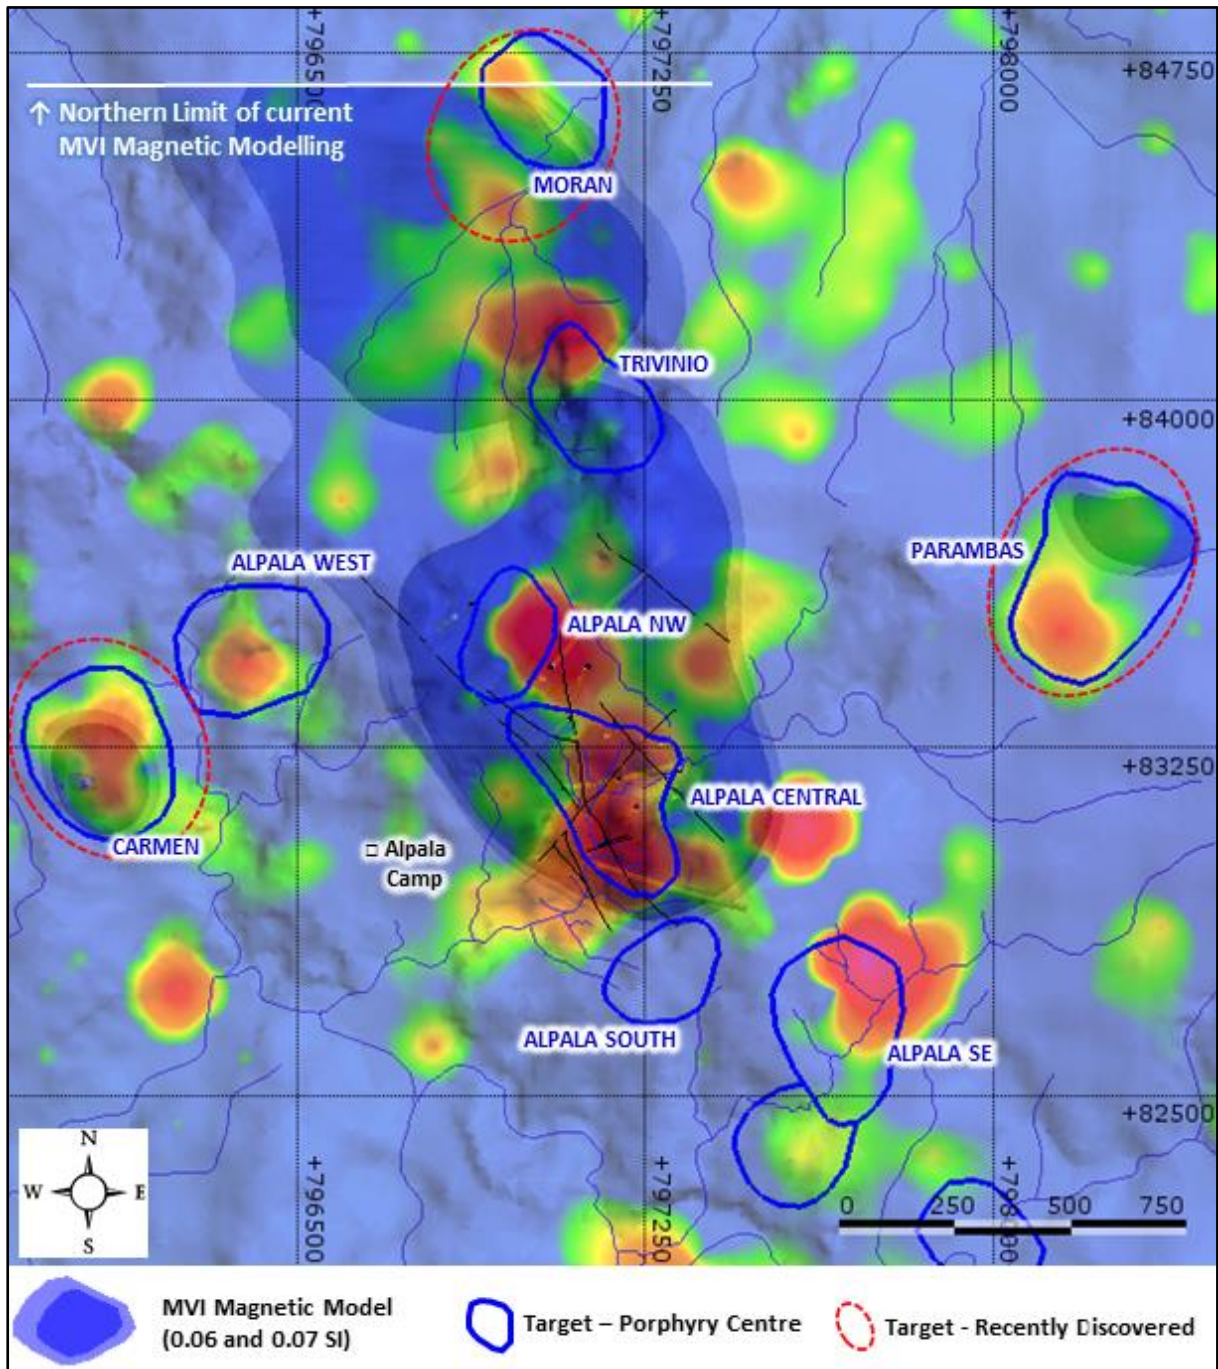 +796500
+797250
+798000
+84750
↑ Northern Limit of current
MVI Magnetic Modelling
MORAN
TRIVINIO
+84000
PARAMBAS
ALPALA WEST
ALPALA NW
+83250
ALPALA CENTRAL
CARMEN
□ Alpala
Camp
ALPALA SOUTH
ALPALA SE
+82500
N
W E
S
+796500
+797250
+798000
0 250 500 750
MVI Magnetic Model
(0.06 and 0.07 SI)
Target – Porphyry Centre
Target - Recently Discovered